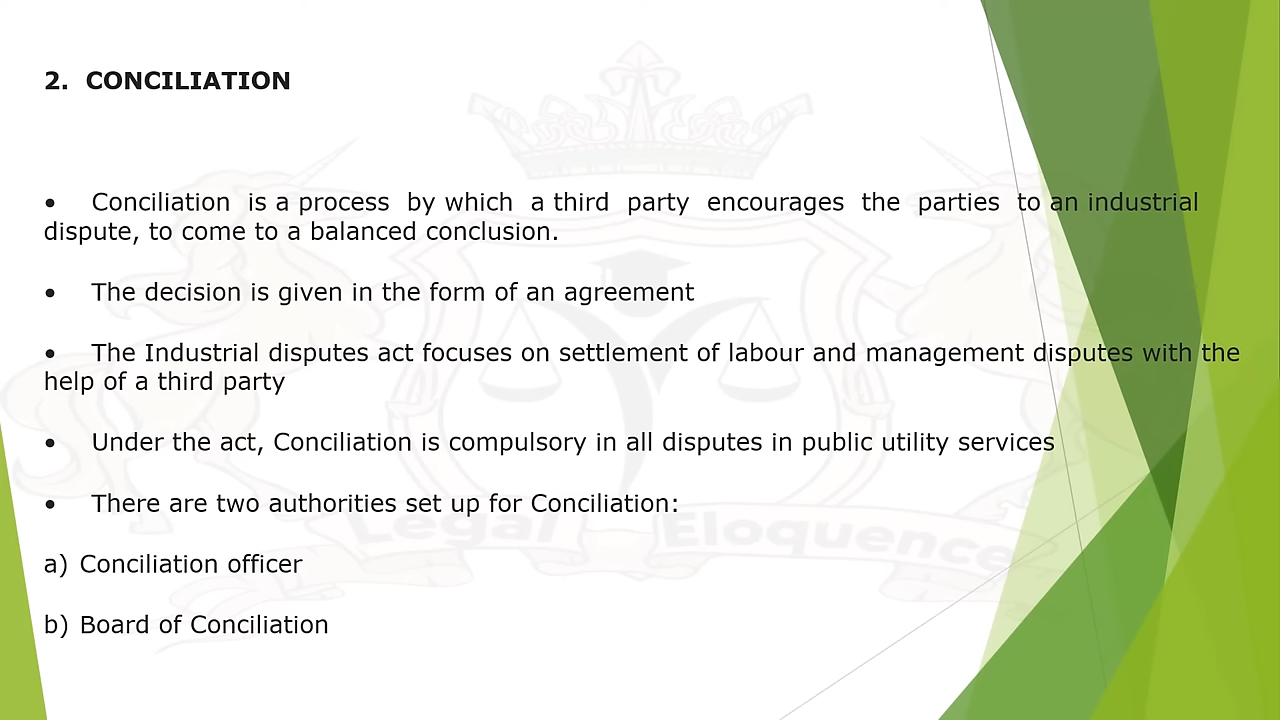 2. CONCILIATION
• Conciliation is a process by which a third party encourages the parties to an industrial
dispute, to come to a balanced conclusion.
• The decision is given in the form of an agreement
• The Industrial disputes act focuses on settlement of labour and management disputes with the
help of a third party
• Under the act, Conciliation is compulsory in all disputes in public utility services
• There are two authorities set up for Conciliation:
Legal Eloquence
a) Conciliation officer
b) Board of Conciliation